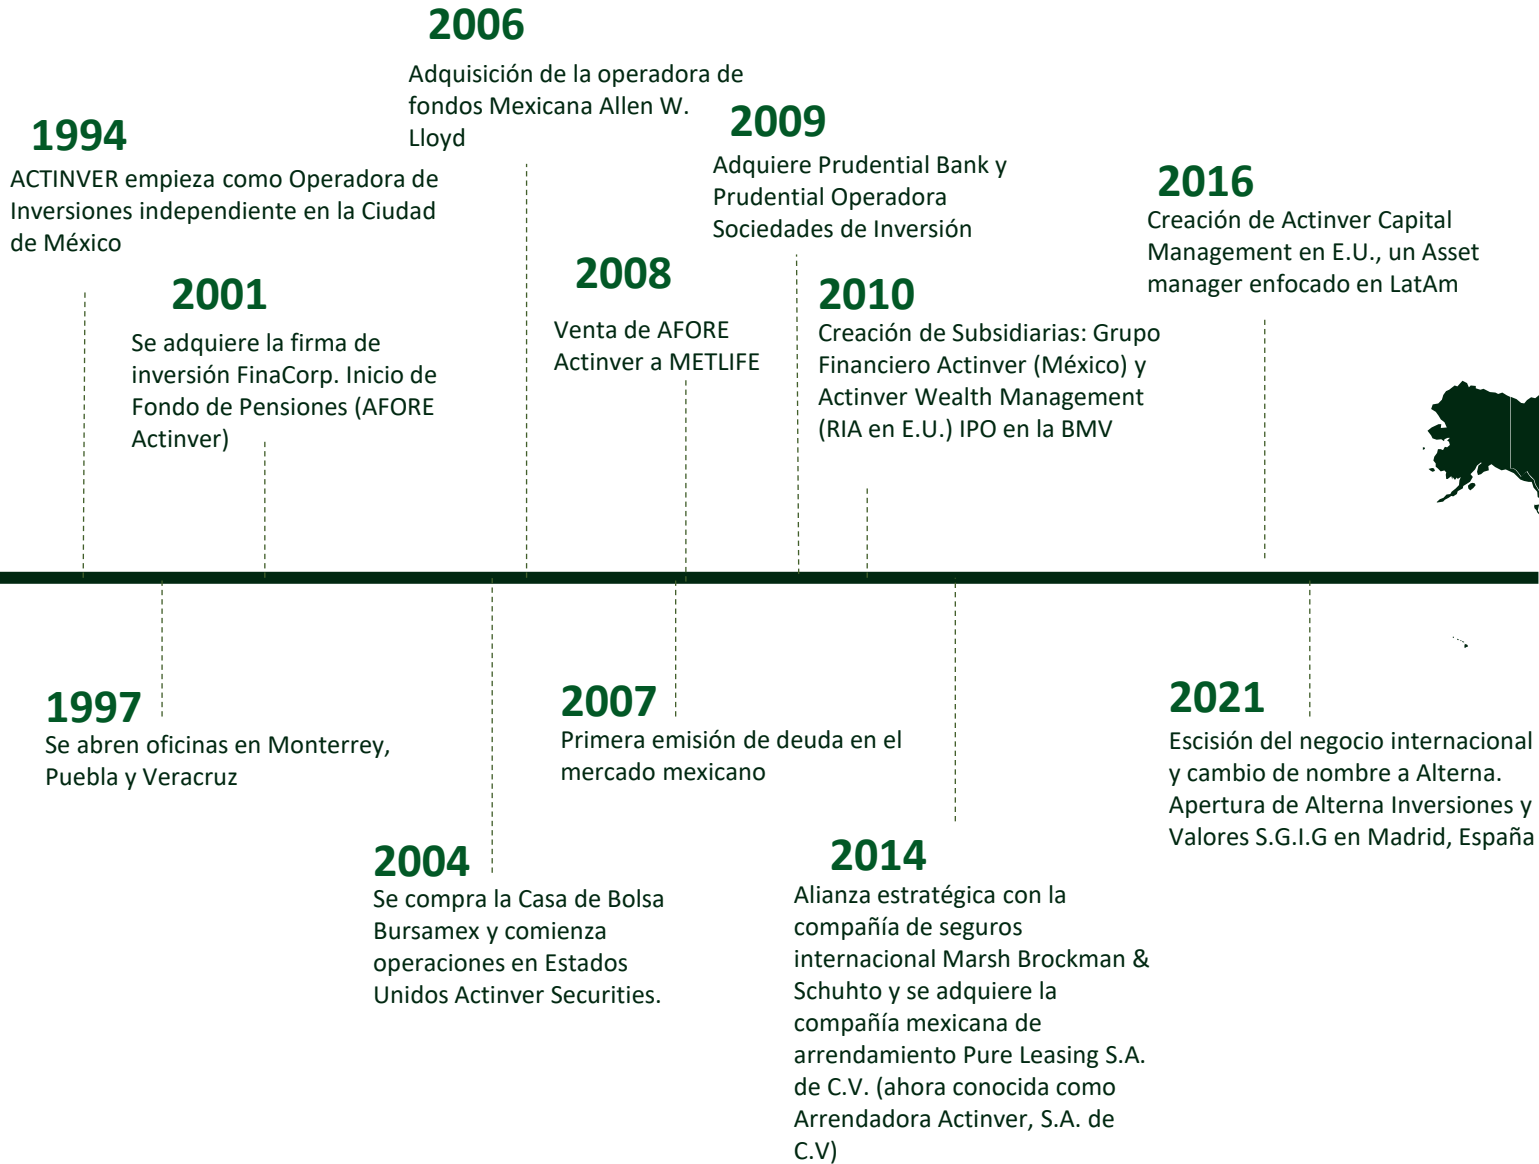 2006
Adquisición de la operadora de
fondos Mexicana Allen W.
Lloyd
1994
ACTINVER empieza como Operadora de
Inversiones independiente en la Ciudad
de México
2009
Adquiere Prudential Bank y
Prudential Operadora
Sociedades de Inversión
2016
Creación de Actinver Capital
Management en E.U., un Asset
manager enfocado en LatAm
2001
Se adquiere la firma de
inversión FinaCorp. Inicio de
Fondo de Pensiones (AFORE
Actinver)
2008
Venta de AFORE
Actinver a METLIFE
2010
Creación de Subsidiarias: Grupo
Financiero Actinver (México) y
Actinver Wealth Management
(RIA en E.U.) IPO en la BMV
1997
Se abren oficinas en Monterrey,
Puebla y Veracruz
2007
Primera emisión de deuda en el
mercado mexicano
2021
Escisión del negocio internacional
y cambio de nombre a Alterna.
Apertura de Alterna Inversiones y
Valores S.G.I.G en Madrid, España
2004
Se compra la Casa de Bolsa
Bursamex y comienza
operaciones en Estados
Unidos Actinver Securities.
2014
Alianza estratégica con la
compañía de seguros
internacional Marsh Brockman &
Schuhto y se adquiere la
compañía mexicana de
arrendamiento Pure Leasing S.A.
de C.V. (ahora conocida como
Arrendadora Actinver, S.A. de
C.V)